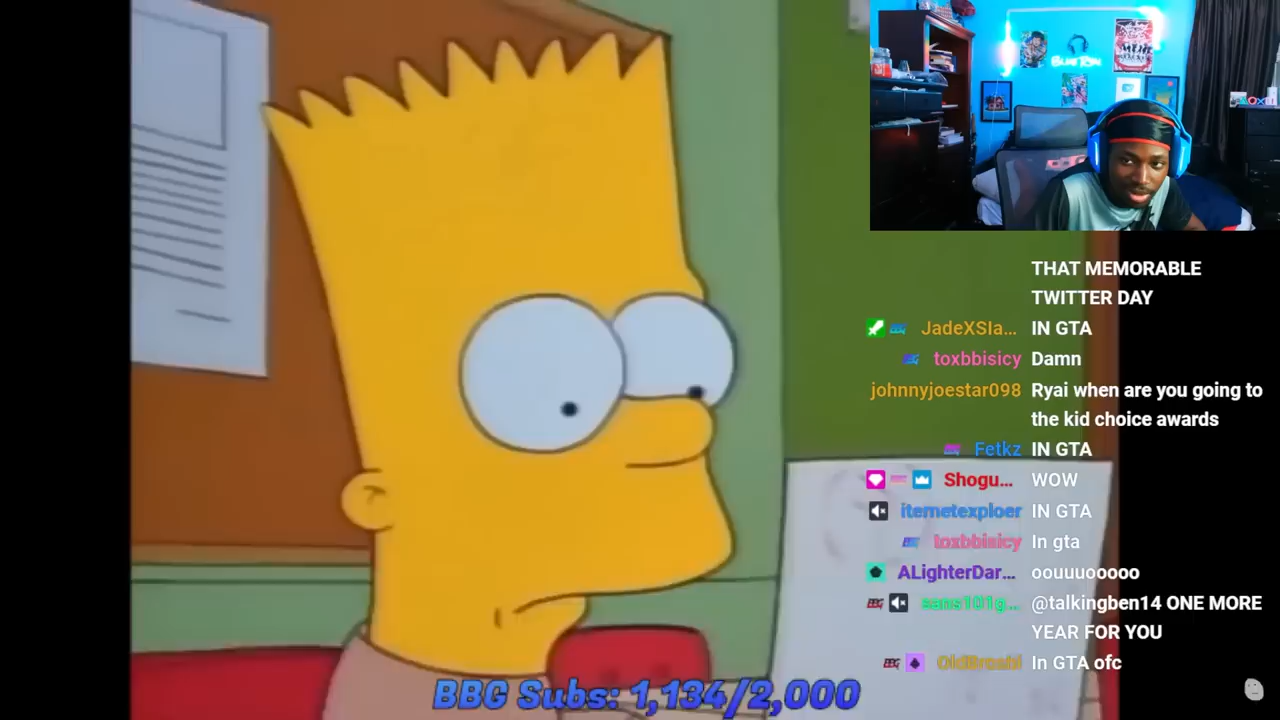 THAT MEMORABLE
TWITTER DAY
JadeXSla... IN GTA
toxbbisicy Damn
johnnyjoestar098 Ryai when are you going to
the kid choice awards
Fetkz IN GTA
Shogu... WOW
iternetexploer IN GTA
toxbbisicy In gta
ALighterDar... oouuuooooo
sans101g... @talkingben14 ONE MORE
YEAR FOR YOU
OldBroski In GTA ofc
BBG Subs: 1,134/2,000